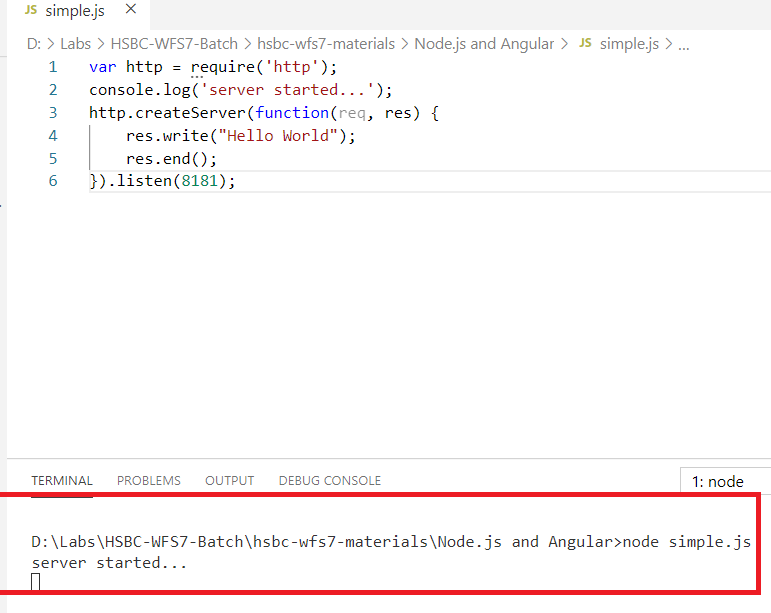 JS simple.js ×
D: > Labs > HSBC-WFS7-Batch > hsbc-wfs7-materials > Node.js and Angular > JS simple.js > ...
1 var http = require('http');
2 console.log('server started...');
3 http.createServer(function(req, res) {
4     res.write("Hello World");
5     res.end();
6 }).listen(8181);
TERMINAL PROBLEMS OUTPUT DEBUG CONSOLE 1: node
D:\Labs\HSBC-WFS7-Batch\hsbc-wfs7-materials\Node.js and Angular>node simple.js
server started...